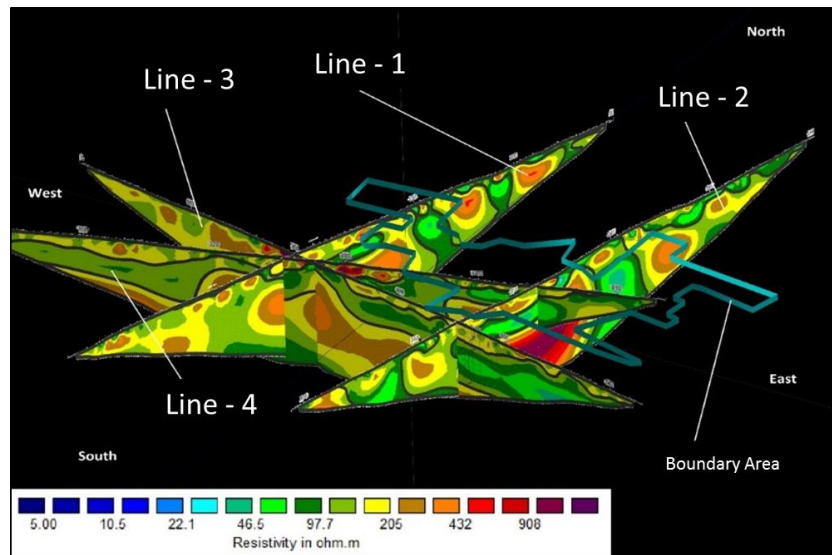 North
Line - 1
Line - 3
Line - 2
West
Line - 4
East
Boundary Area
South
5.00 10.5 22.1 46.5 97.7 205 432 908
Resistivity in ohm.m